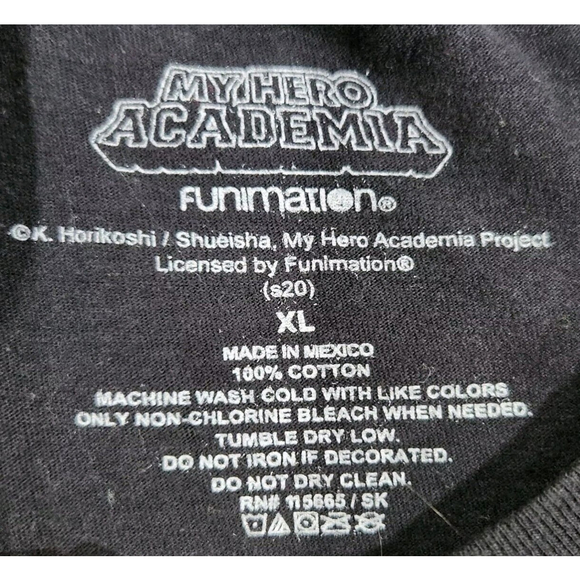 MY HERO
ACADEMIA
FUNIMATION®
©K. Horikoshi / Shueisha, My Hero Academia Project.
Licensed by Funimation®
(s20)
XL
MADE IN MEXICO
100% COTTON
MACHINE WASH COLD WITH LIKE COLORS
ONLY NON-CHLORINE BLEACH WHEN NEEDED.
TUMBLE DRY LOW.
DO NOT IRON IF DECORATED.
DO NOT DRY CLEAN.
RN# 115665 / SK